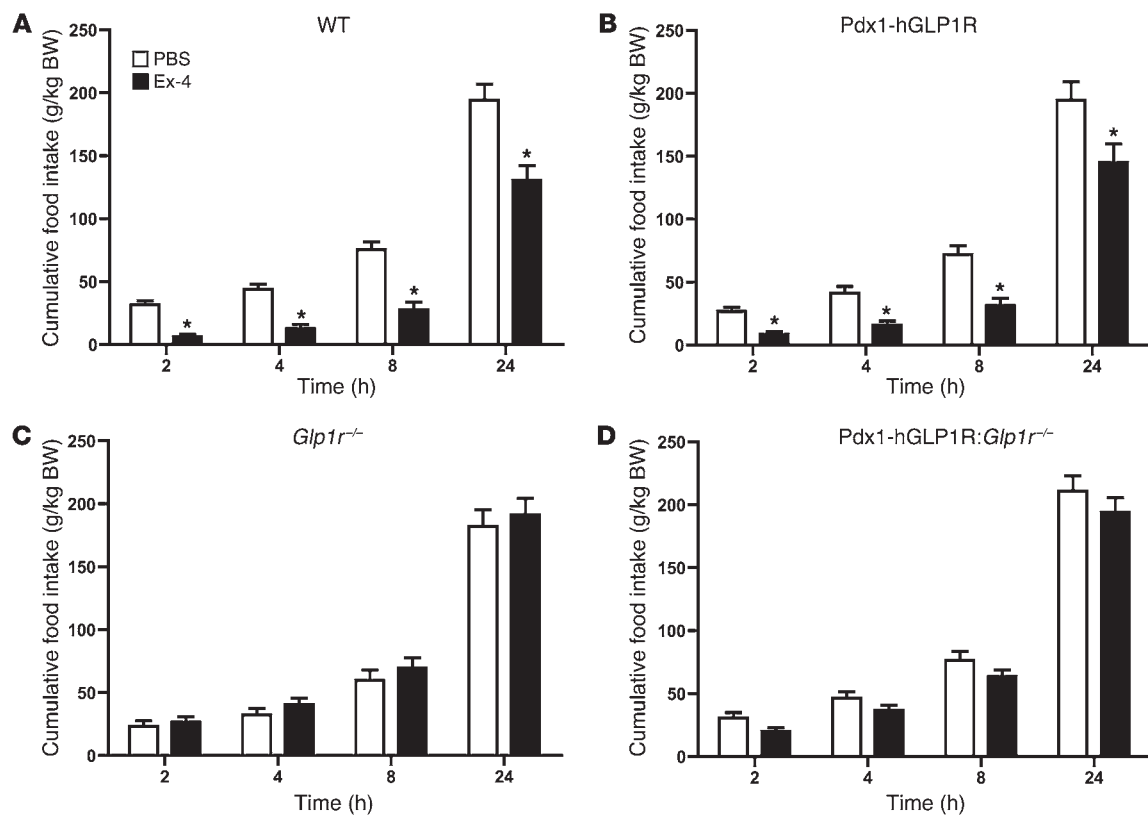 A
WT
Cumulative food intake (g/kg BW)
250
200
150
100
50
0
PBS
Ex-4
*
*
*
*
2
4
8
24
Time (h)
B
Pdx1-hGLP1R
Cumulative food intake (g/kg BW)
250
200
150
100
50
0
*
*
*
*
2
4
8
24
Time (h)
C
Glp1r–/–
Cumulative food intake (g/kg BW)
250
200
150
100
50
0
2
4
8
24
Time (h)
D
Pdx1-hGLP1R:Glp1r–/–
Cumulative food intake (g/kg BW)
250
200
150
100
50
0
2
4
8
24
Time (h)